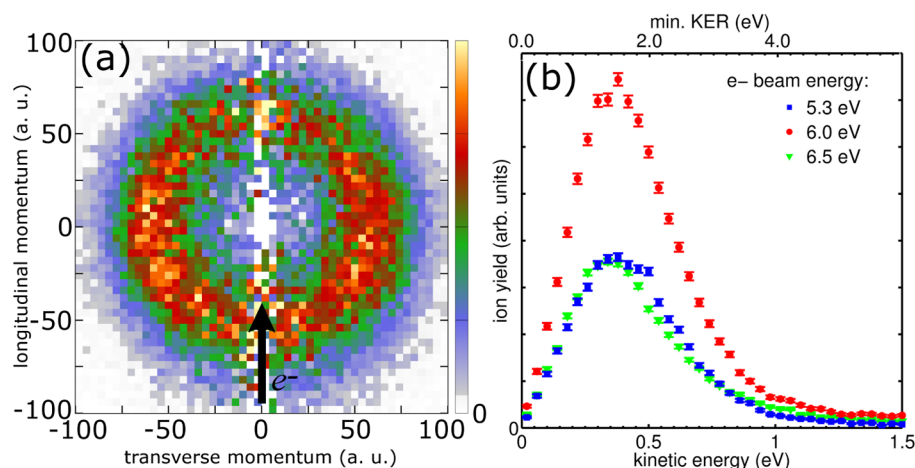 (a)
100
50
0
-50
-100
longitudinal momentum (a. u.)
-100
-50
0
50
100
transverse momentum (a. u.)
e-
0
min. KER (eV)
0.0
2.0
4.0
(b)
e− beam energy:
5.3 eV
6.0 eV
6.5 eV
ion yield (arb. units)
0
0.5
1
1.5
kinetic energy (eV)